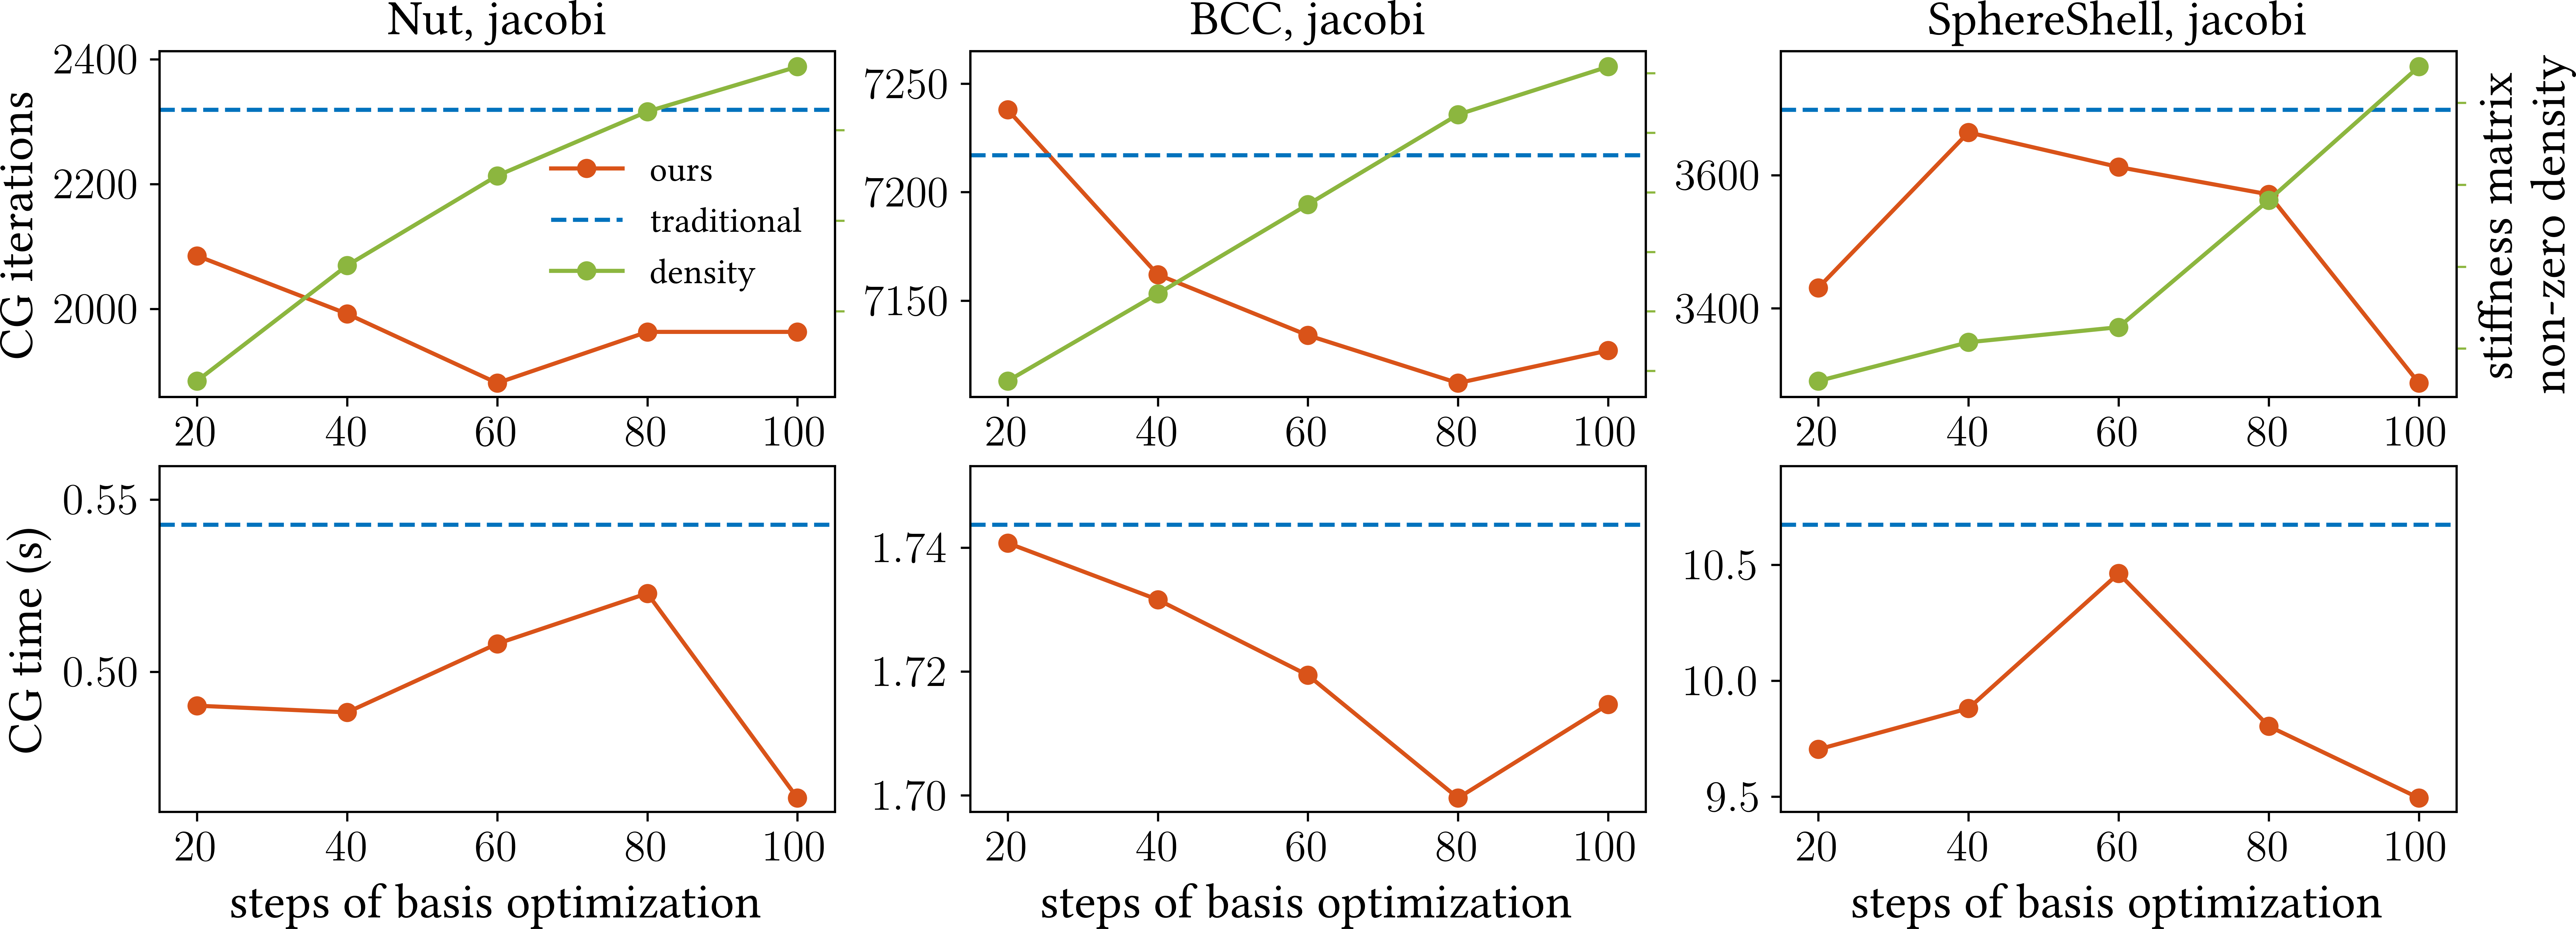 Nut, jacobi
BCC, jacobi
SphereShell, jacobi
CG iterations
2400
2200
2000
ours
traditional
density
20 40 60 80 100
7250
7200
7150
20 40 60 80 100
3600
3400
20 40 60 80 100
stiffness matrix
non-zero density
CG time (s)
0.55
0.50
20 40 60 80 100
steps of basis optimization
1.74
1.72
1.70
20 40 60 80 100
steps of basis optimization
10.5
10.0
9.5
20 40 60 80 100
steps of basis optimization